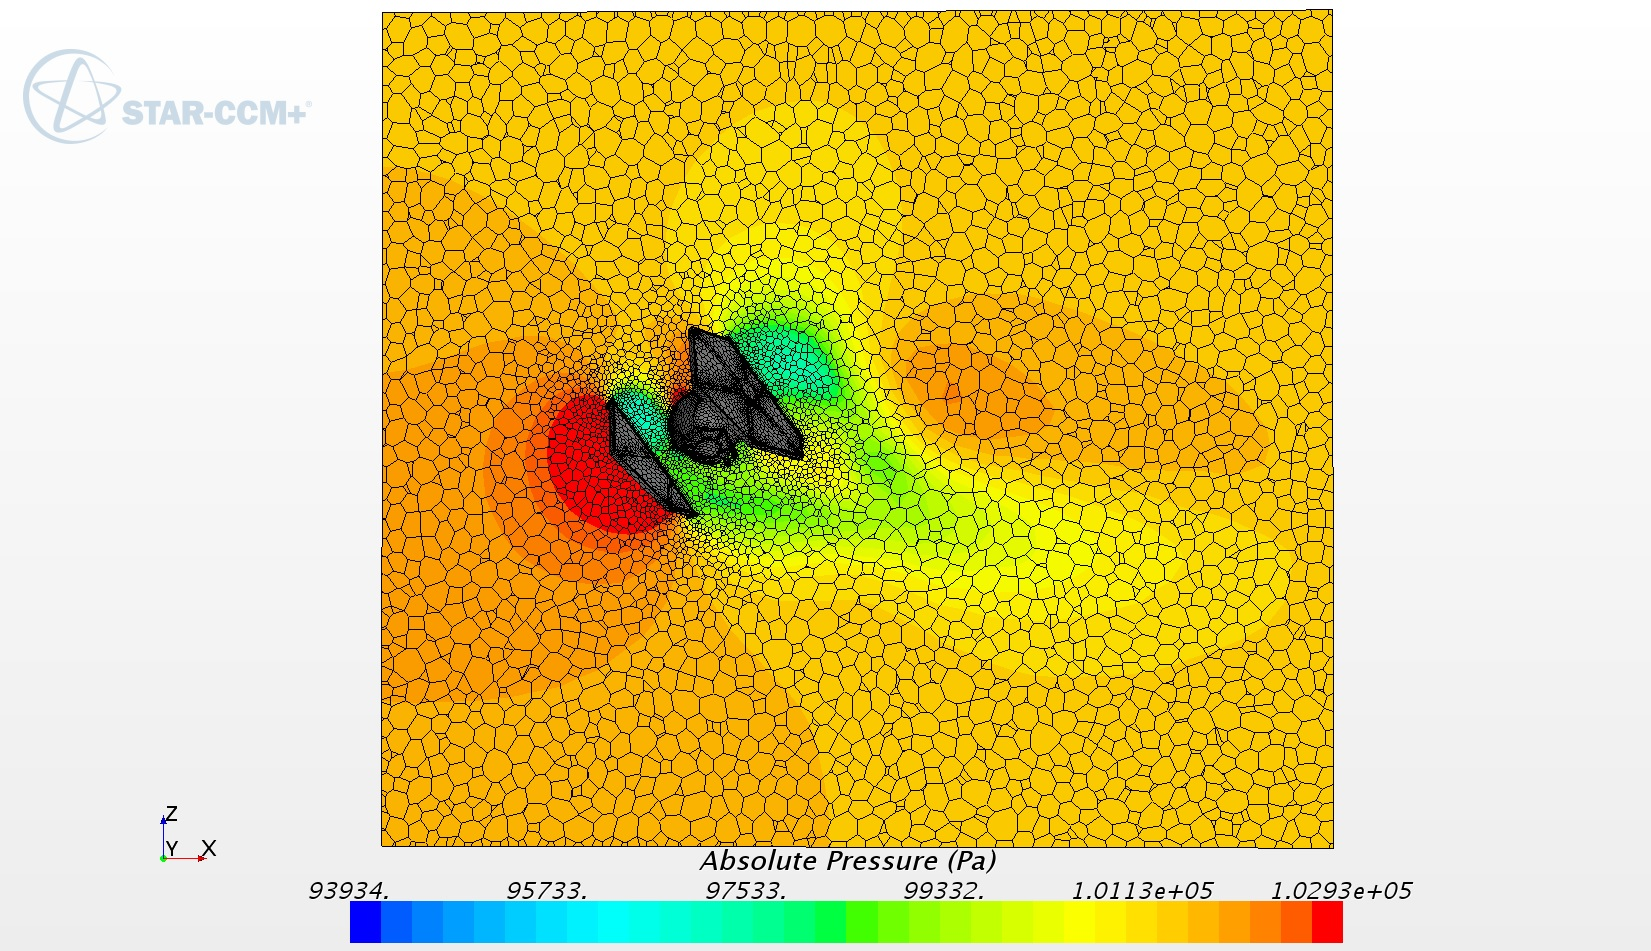 STAR-CCM+®
Z
Y X
Absolute Pressure (Pa)
93934. 95733. 97533. 99332. 1.0113e+05 1.0293e+05